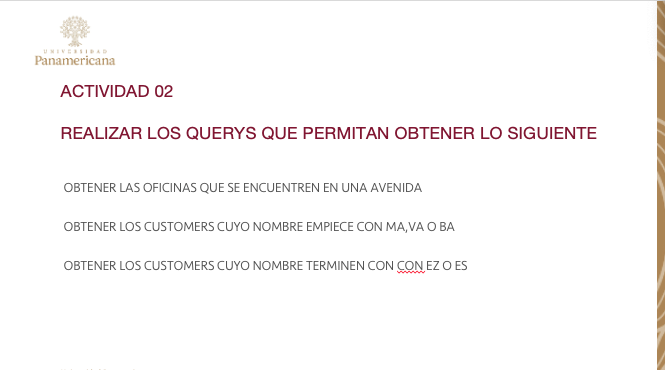 UNIVERSIDAD
Panamericana
ACTIVIDAD 02
REALIZAR LOS QUERYS QUE PERMITAN OBTENER LO SIGUIENTE
OBTENER LAS OFICINAS QUE SE ENCUENTREN EN UNA AVENIDA
OBTENER LOS CUSTOMERS CUYO NOMBRE EMPIECE CON MA,VA O BA
OBTENER LOS CUSTOMERS CUYO NOMBRE TERMINEN CON CON EZ O ES